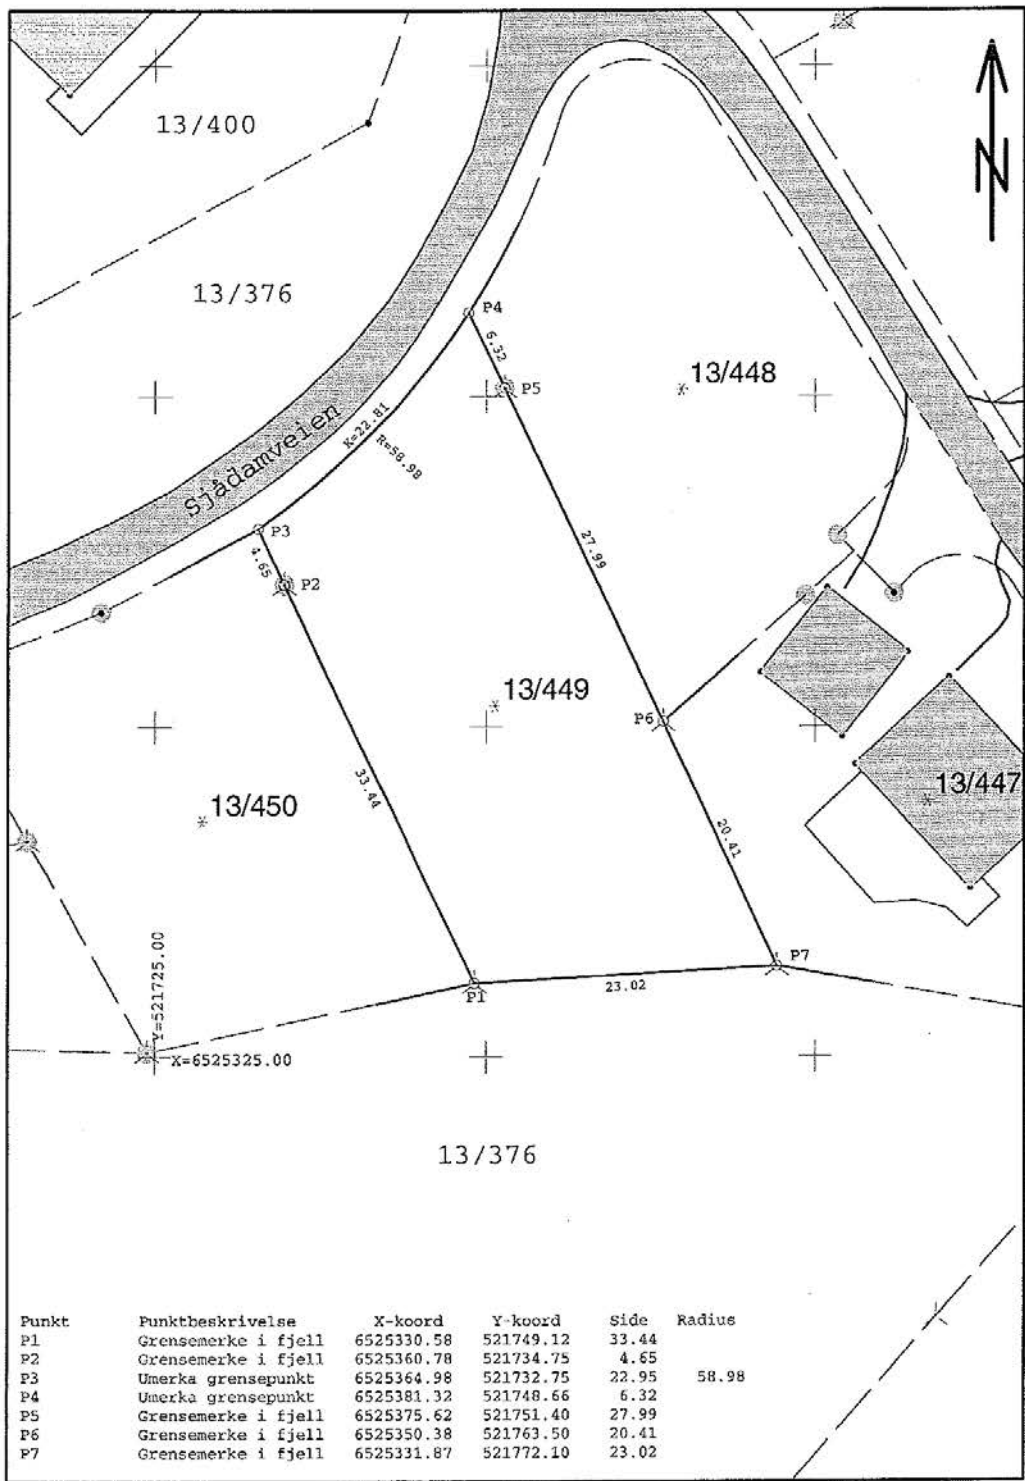 13/400
N
13/376
P4
6.32
P5
13/448
K=22.81
R=58.98
Sjådamveien
P3
4.65
P2
27.99
13/449
P6
33.44
13/450
13/447
20.41
Y=521725.00
P7
P1
23.02
X=6525325.00
13/376
Punkt Punktbeskrivelse X-koord Y-koord Side Radius
P1 Grensemerke i fjell 6525330.58 521749.12 33.44
P2 Grensemerke i fjell 6525360.78 521734.75 4.65
P3 Umerka grensepunkt 6525364.98 521732.75 22.95 58.98
P4 Umerka grensepunkt 6525381.32 521748.66 6.32
P5 Grensemerke i fjell 6525375.62 521751.40 27.99
P6 Grensemerke i fjell 6525350.38 521763.50 20.41
P7 Grensemerke i fjell 6525331.87 521772.10 23.02